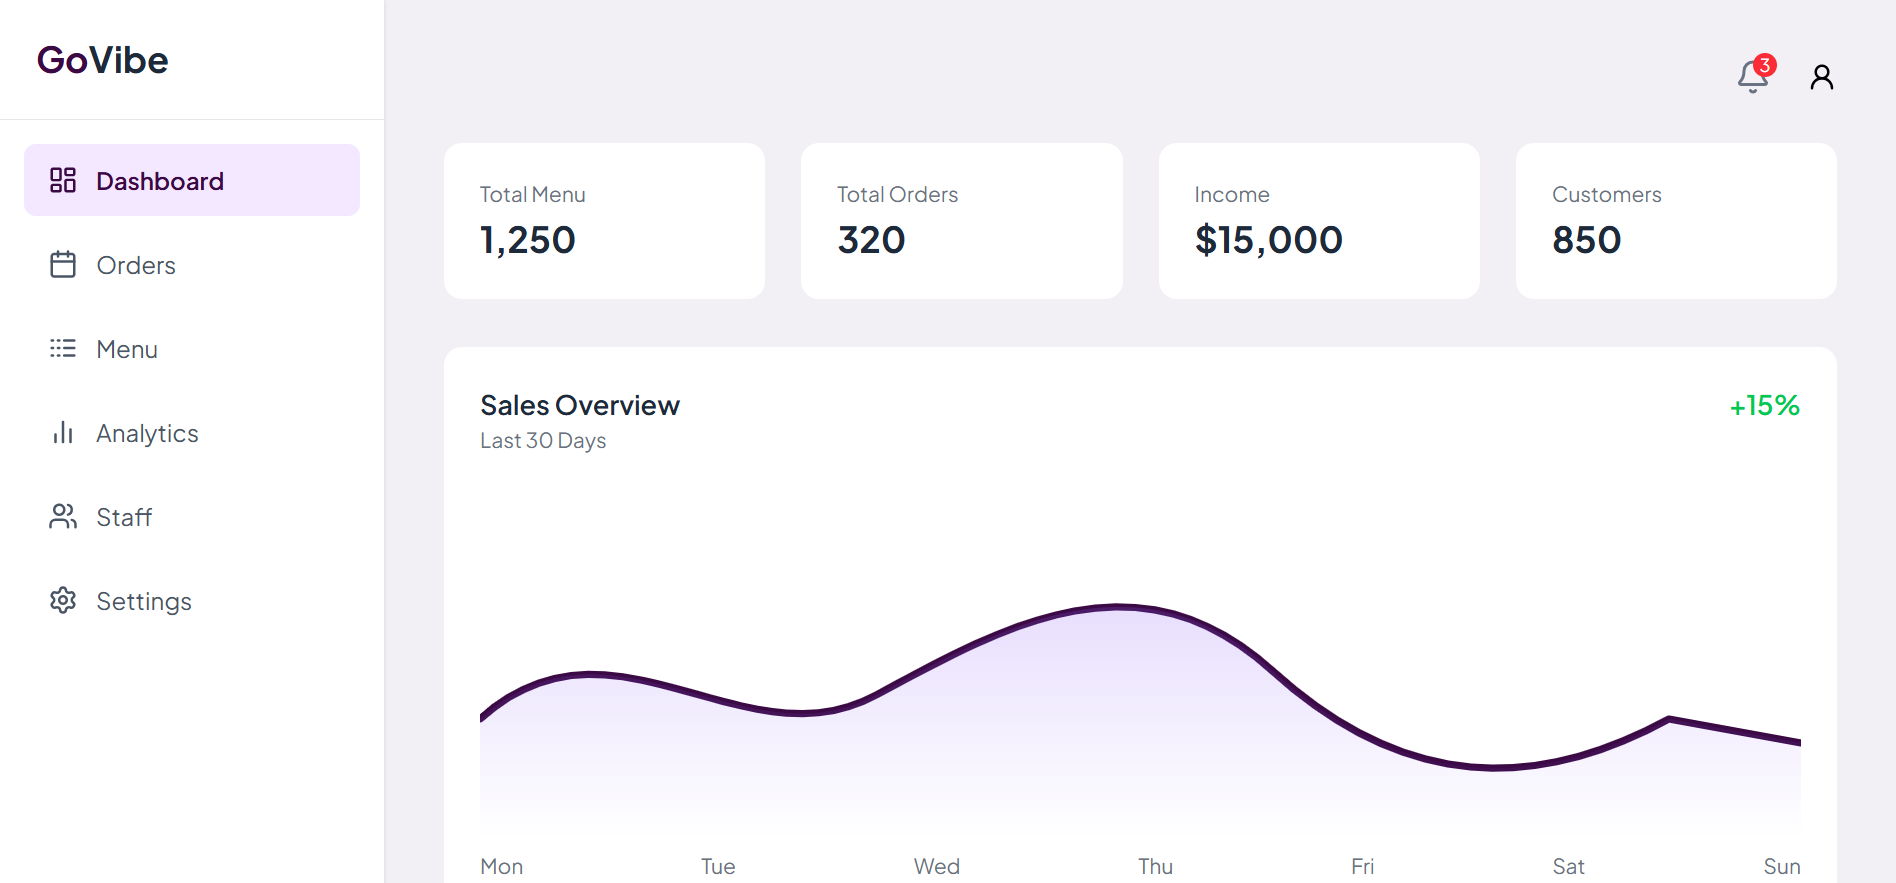 GoVibe
Dashboard
Orders
Menu
Analytics
Staff
Settings
3
Total Menu
1,250
Total Orders
320
Income
$15,000
Customers
850
Sales Overview
+15%
Last 30 Days
Mon Tue Wed Thu Fri Sat Sun